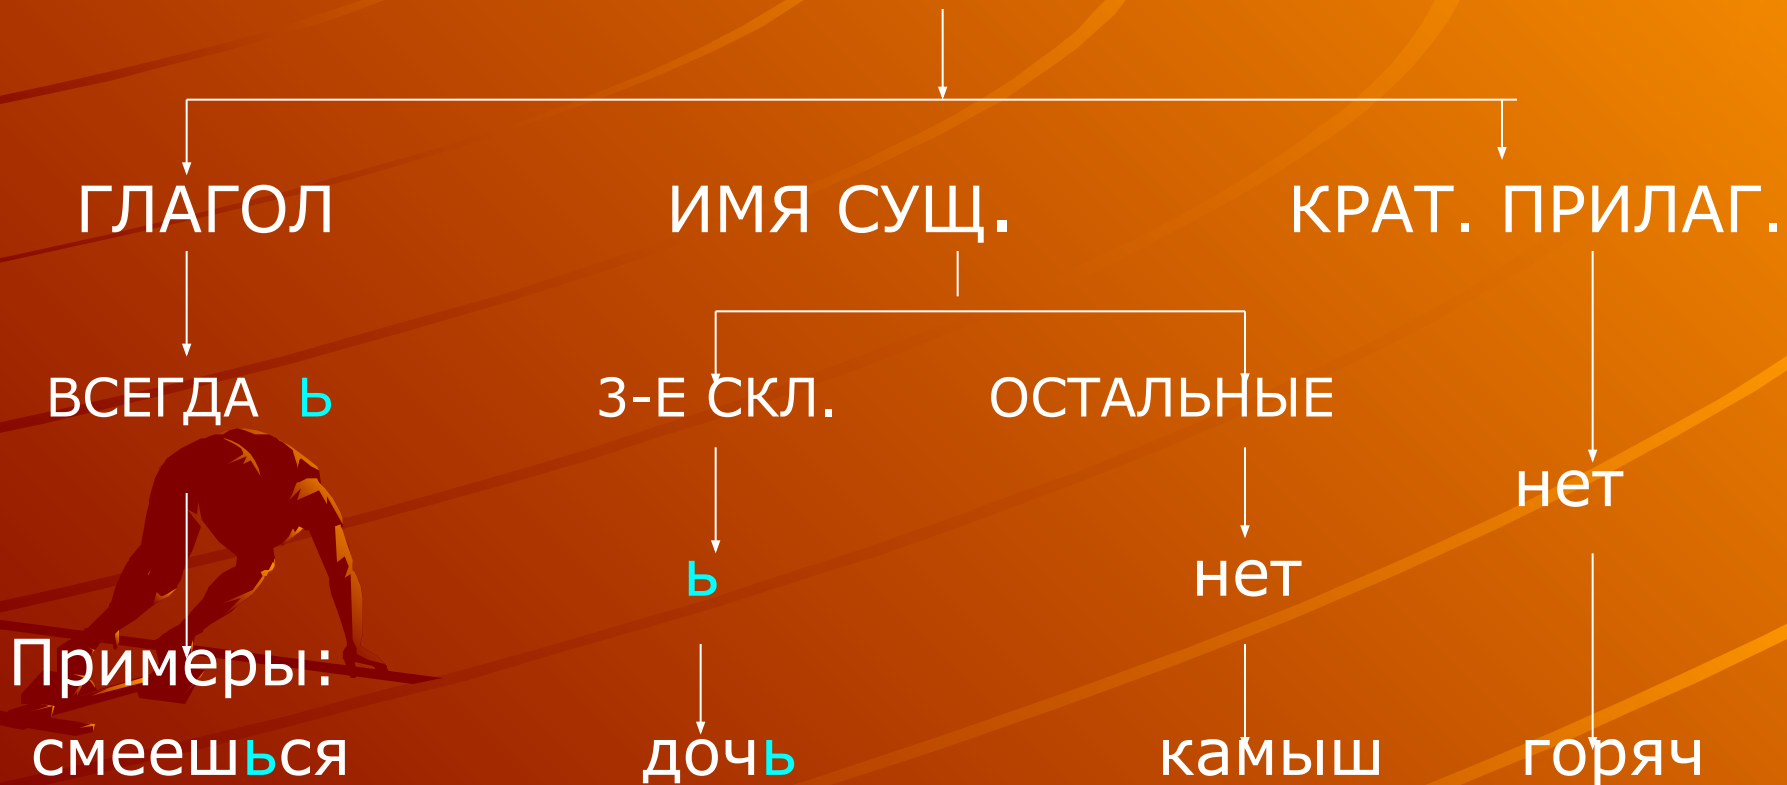 ГЛАГОЛ ИМЯ СУЩ. КРАТ. ПРИЛАГ.
ВСЕГДА Ь 3-Е СКЛ. ОСТАЛЬНЫЕ
нет
ь нет
Примеры:
смеешься дочь камыш горяч